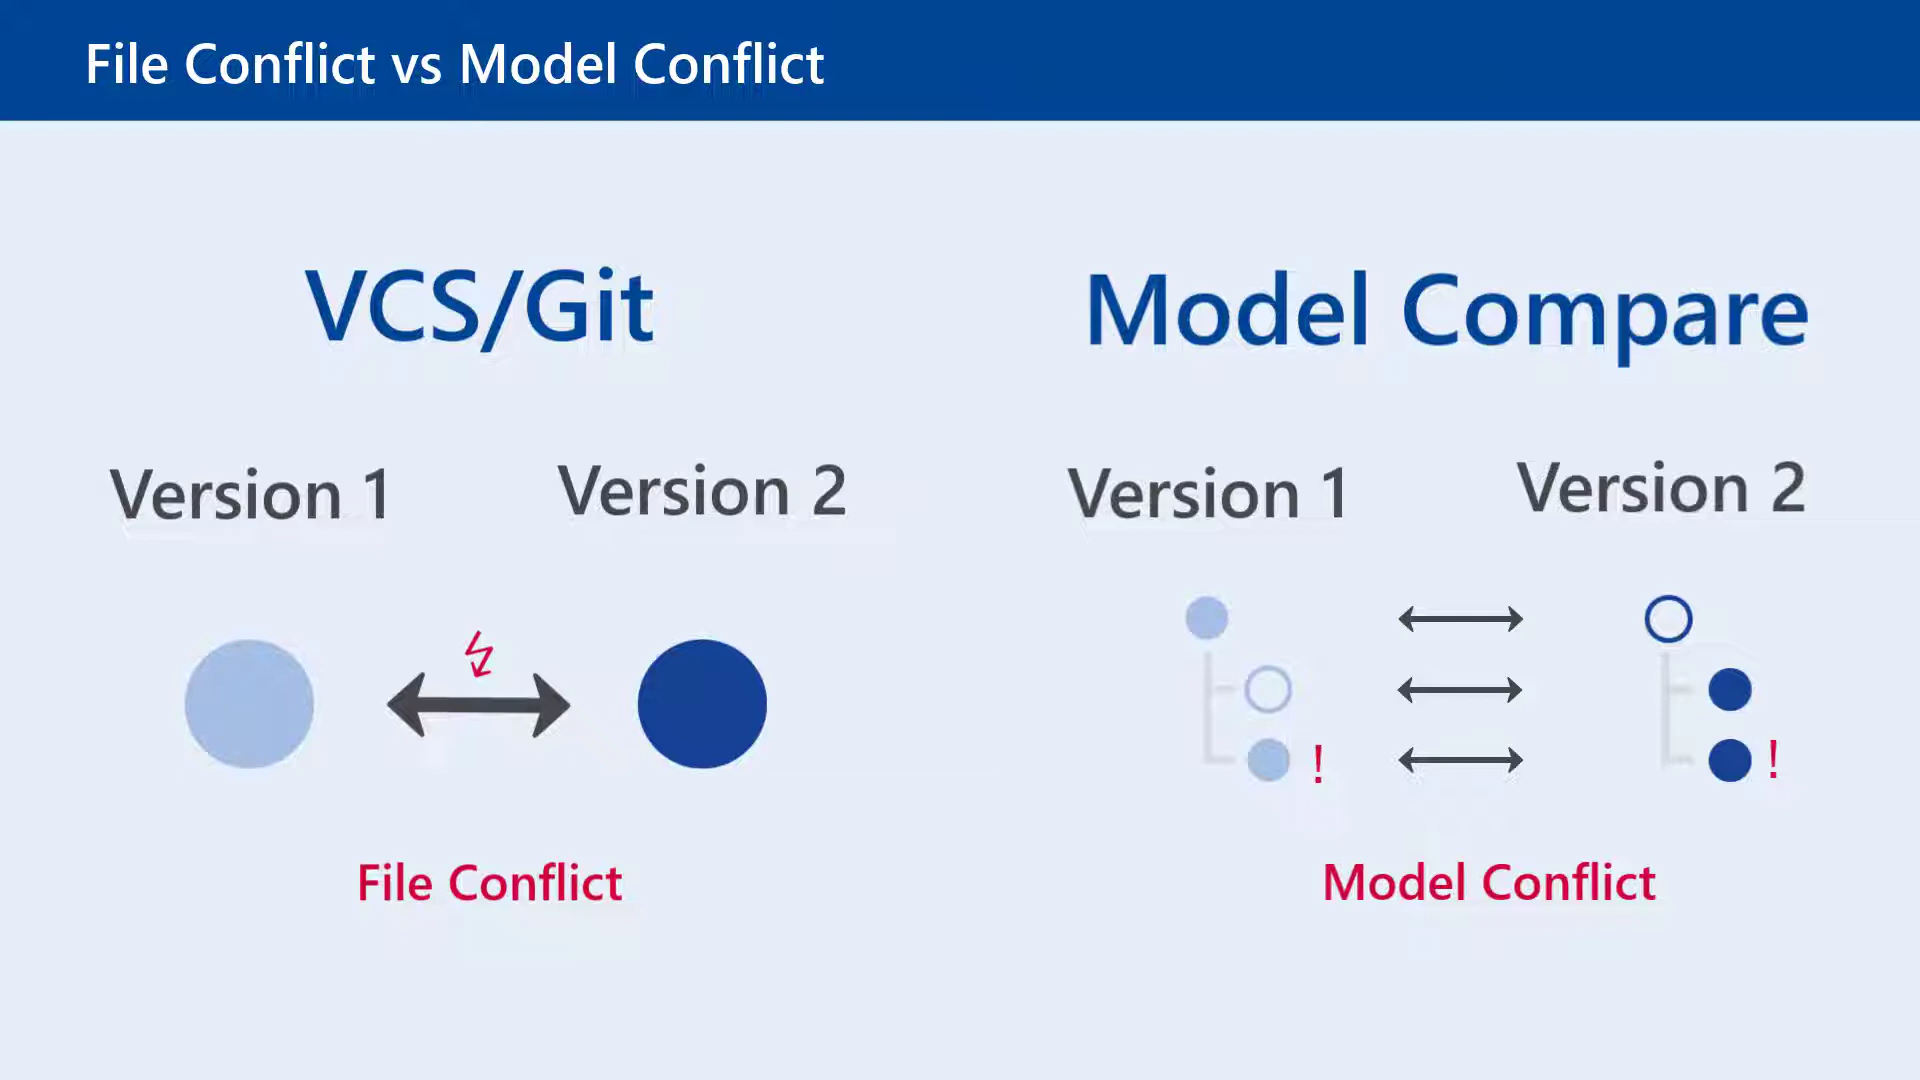 File Conflict vs Model Conflict
VCS/Git
Version 1
Version 2
File Conflict
Model Compare
Version 1
Version 2
!
!
Model Conflict